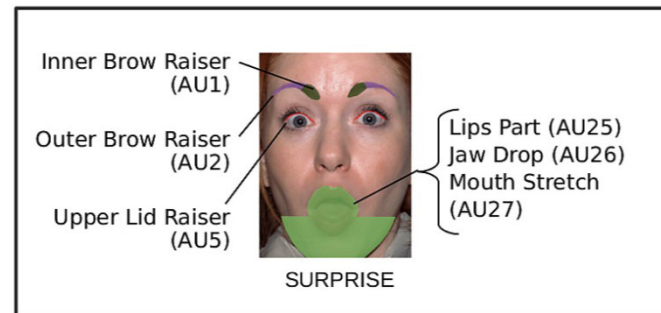 Inner Brow Raiser
(AU1)
Outer Brow Raiser
(AU2)
Upper Lid Raiser
(AU5)
Lips Part (AU25)
Jaw Drop (AU26)
Mouth Stretch
(AU27)
SURPRISE